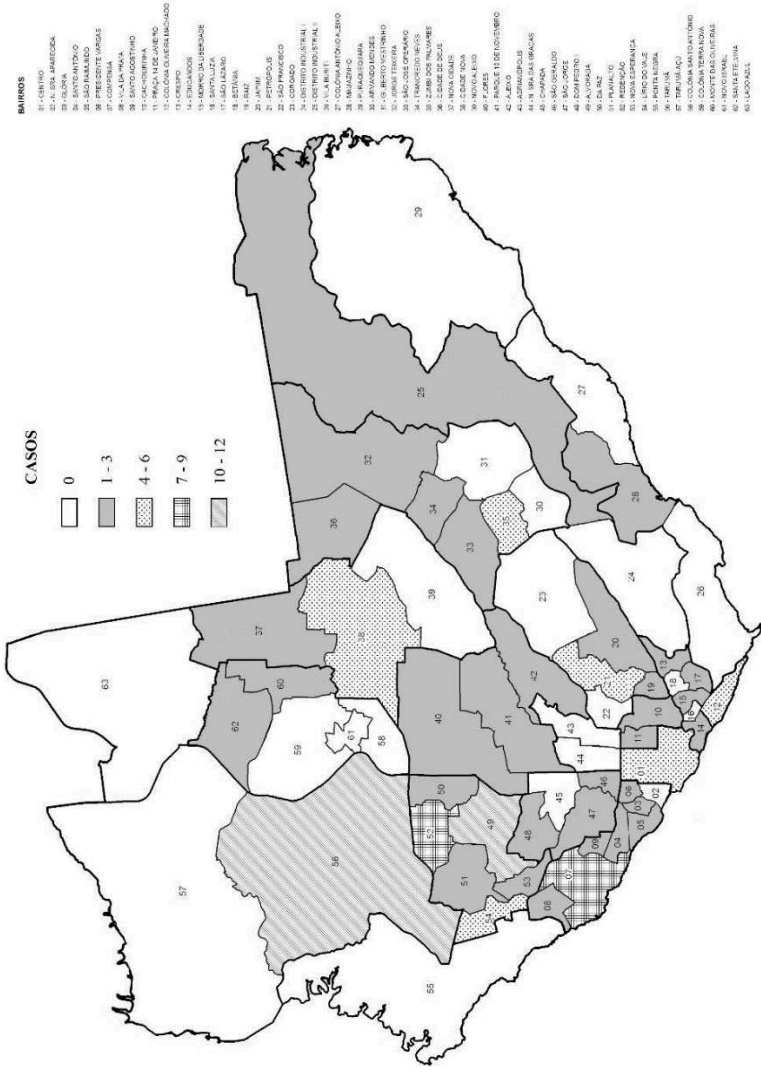 BAIRROS
01 - CENTRO
02 - N. SRA. APARECIDA
03 - GLÓRIA
04 - SANTO ANTÔNIO
05 - SÃO RAIMUNDO
06 - PRESIDENTE VARGAS
07 - COMPENSA
08 - VILA DA PRATA
09 - SANTO AGOSTINHO
10 - CACHOEIRINHA
11 - PRAÇA 14 DE JANEIRO
12 - COLÔNIA OLIVEIRA MACHADO
13 - CRESPO
14 - EDUCANDOS
15 - MORRO DA LIBERDADE
16 - SANTA LUZIA
17 - SÃO LÁZARO
18 - BETÂNIA
19 - RAIZ
20 - JAPIIM
21 - PETRÓPOLIS
22 - SÃO FRANCISCO
23 - COROADO
24 - DISTRITO INDUSTRIAL I
25 - DISTRITO INDUSTRIAL II
26 - VILA BURITI
27 - COLÔNIA ANTÔNIO ALEIXO
28 - MAUAZINHO
29 - PURAQUEQUARA
30 - ARMANDO MENDES
31 - GILBERTO MESTRINHO
32 - JORGE TEIXEIRA
33 - SÃO JOSÉ OPERÁRIO
34 - TANCREDO NEVES
35 - ZUMBI DOS PALMARES
36 - CIDADE DE DEUS
37 - NOVA CIDADE
38 - CIDADE NOVA
39 - NOVO ALEIXO
40 - FLORES
41 - PARQUE 10 DE NOVEMBRO
42 - ALEIXO
43 - ADRIANÓPOLIS
44 - N. SRA. DAS GRAÇAS
45 - CHAPADA
46 - SÃO GERALDO
47 - SÃO JORGE
48 - DOM PEDRO
49 - ALVORADA
50 - DA PAZ
51 - PLANALTO
52 - REDENÇÃO
53 - NOVA ESPERANÇA
54 - LÍRIO DO VALE
55 - PONTA NEGRA
56 - TARUMÃ
57 - TARUMÃ-AÇU
58 - COLÔNIA SANTO ANTÔNIO
59 - COLÔNIA TERRA NOVA
60 - MONTE DAS OLIVEIRAS
61 - NOVO ISRAEL
62 - SANTA ETELVINA
63 - LAGO AZUL
CASOS
0
1 - 3
4 - 6
7 - 9
10 - 12
63
57
62
37
60
59
61
58
36
32
29
25
38
56
39
34
33
31
35
30
27
28
40
41
42
23
24
26
50
52
49
51
55
54
53
48
45
43
44
22
21
20
46
47
08
07
09
04
05
03
06
02
01
11
10
19
13
18
15
17
16
14
12